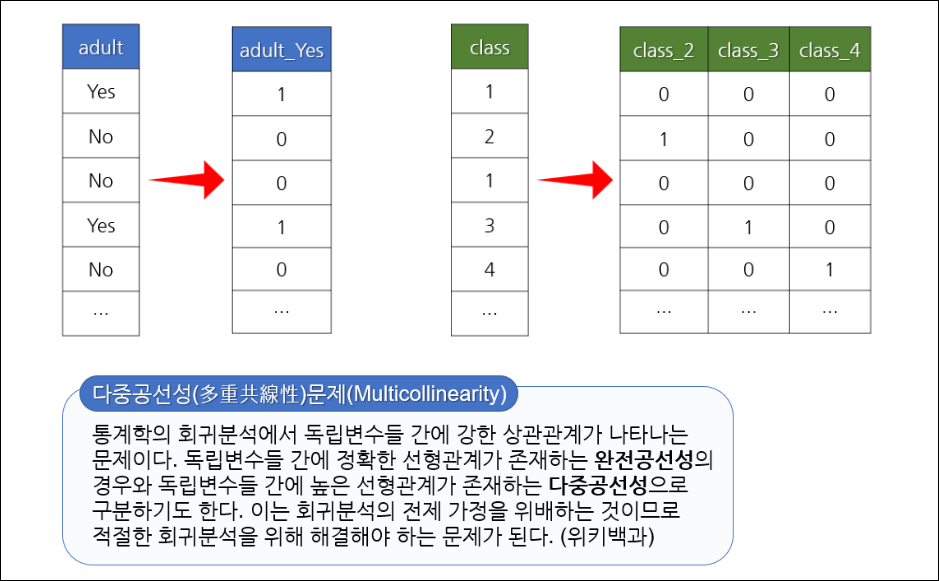 adult
Yes
No
No
Yes
No
...
adult_Yes
1
0
0
1
0
...
class
1
2
1
3
4
...
class_2 class_3 class_4
0 0 0
1 0 0
0 0 0
0 1 0
0 0 1
... ... ...
다중공선성(多重共線性)문제(Multicollinearity)
통계학의 회귀분석에서 독립변수들 간에 강한 상관관계가 나타나는
문제이다. 독립변수들 간에 정확한 선형관계가 존재하는 완전공선성의
경우와 독립변수들 간에 높은 선형관계가 존재하는 다중공선성으로
구분하기도 한다. 이는 회귀분석의 전제 가정을 위배하는 것이므로
적절한 회귀분석을 위해 해결해야 하는 문제가 된다. (위키백과)